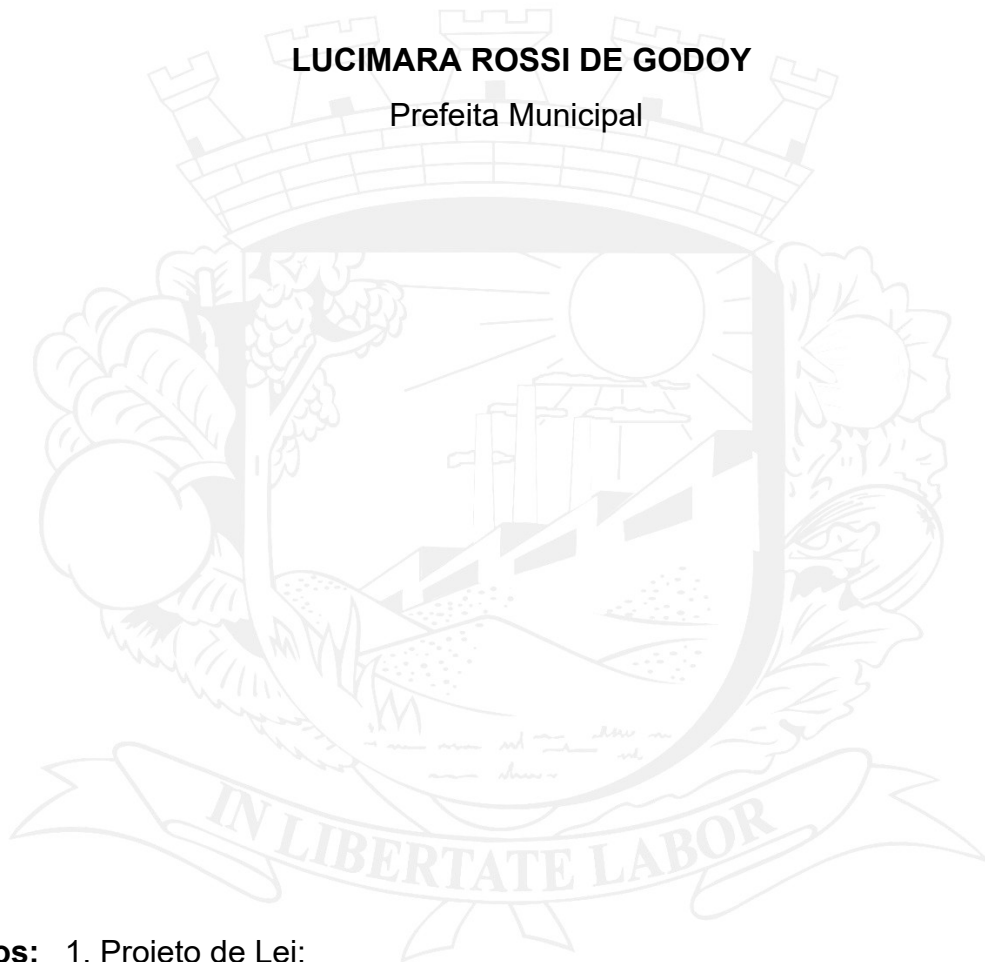 LUCIMARA ROSSI DE GODOY
Prefeita Municipal
IN LIBERTATE LABOR
os: 1. Projeto de Lei;